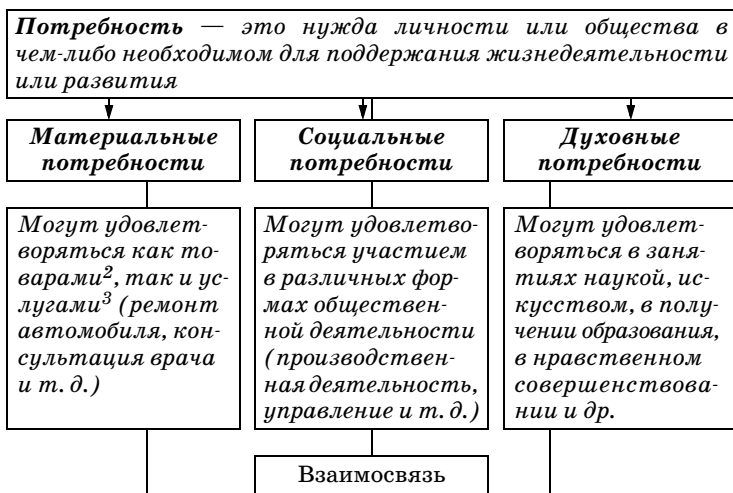 Потребность — это нужда личности или общества в
чем-либо необходимом для поддержания жизнедеятельности
или развития
Материальные
потребности
Социальные
потребности
Духовные
потребности
Могут удовлет-
воряться как то-
варами², так и ус-
лугами³ (ремонт
автомобиля, кон-
сультация врача
и т. д.)
Могут удовлетво-
ряться участием
в различных фор-
мах обществен-
ной деятельности
(производствен-
ная деятельность,
управление и т. д.)
Могут удовлет-
воряться в заня-
тиях наукой, ис-
кусством, в полу-
чении образования,
в нравственном
совершенствова-
нии и др.
Взаимосвязь